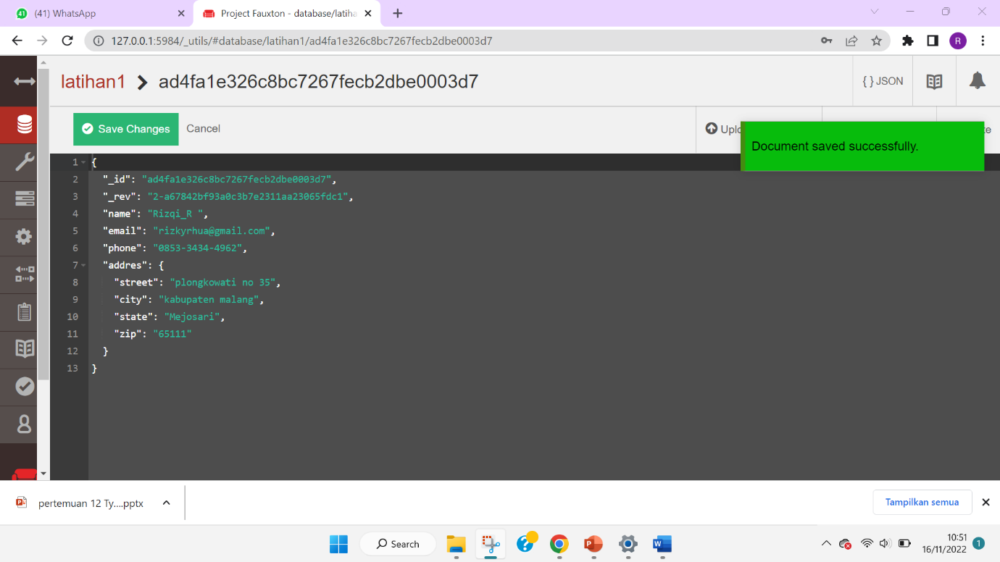 (41) WhatsApp
Project Fauxton - database/latiha
127.0.0.1:5984/_utils/#database/latihan1/ad4fa1e326c8bc7267fecb2dbe0003d7
R
latihan1 ad4fa1e326c8bc7267fecb2dbe0003d7
{ } JSON
Save Changes Cancel
Uplo
Document saved successfully.
1 {
2 "_id": "ad4fa1e326c8bc7267fecb2dbe0003d7",
3 "_rev": "2-a67842bf93a0c3b7e2311aa23065fdc1",
4 "name": "Rizqi_R ",
5 "email": "rizkyrhua@gmail.com",
6 "phone": "0853-3434-4962",
7 "addres": {
8 "street": "plongkowati no 35",
9 "city": "kabupaten malang",
10 "state": "Mejosari",
11 "zip": "65111"
12 }
13 }
pertemuan 12 Ty....pptx
Tampilkan semua
Search
10:51
16/11/2022
1